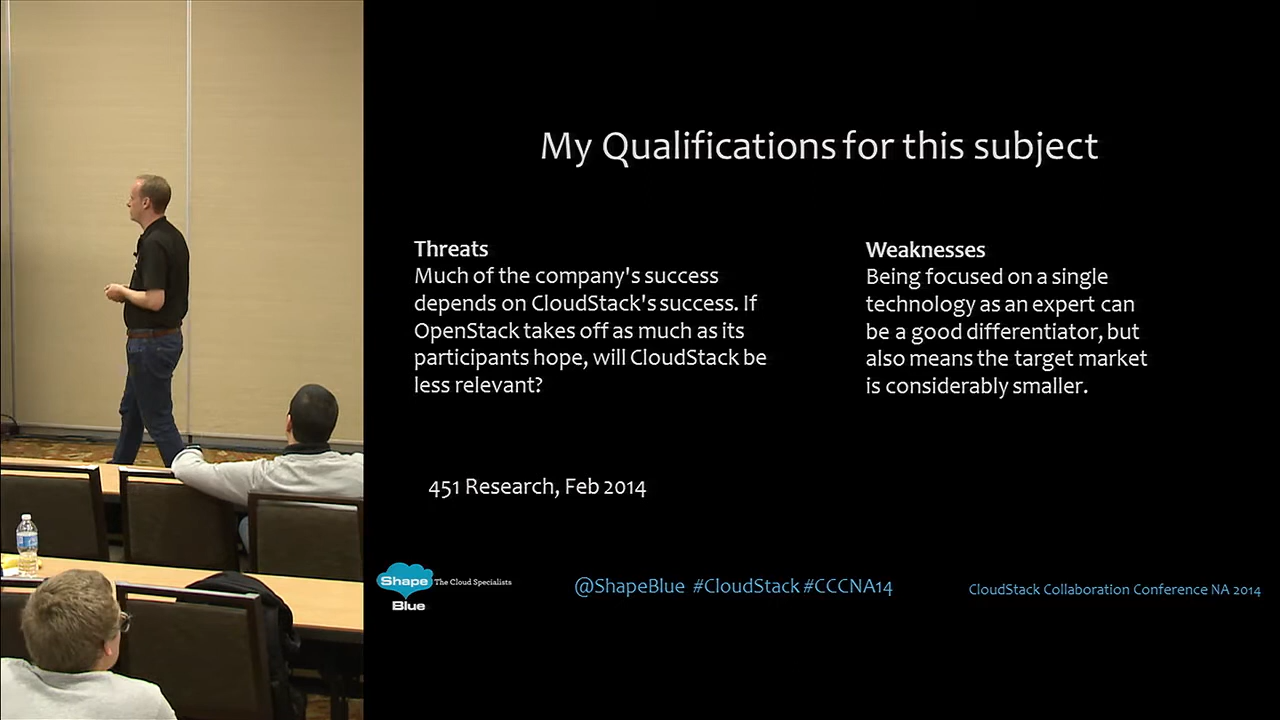 My Qualifications for this subject
Threats
Much of the company's success
depends on CloudStack's success. If
OpenStack takes off as much as its
participants hope, will CloudStack be
less relevant?
Weaknesses
Being focused on a single
technology as an expert can
be a good differentiator, but
also means the target market
is considerably smaller.
451 Research, Feb 2014
Shape
Blue
The Cloud Specialists
@ShapeBlue #CloudStack #CCCNA14
CloudStack Collaboration Conference NA 2014